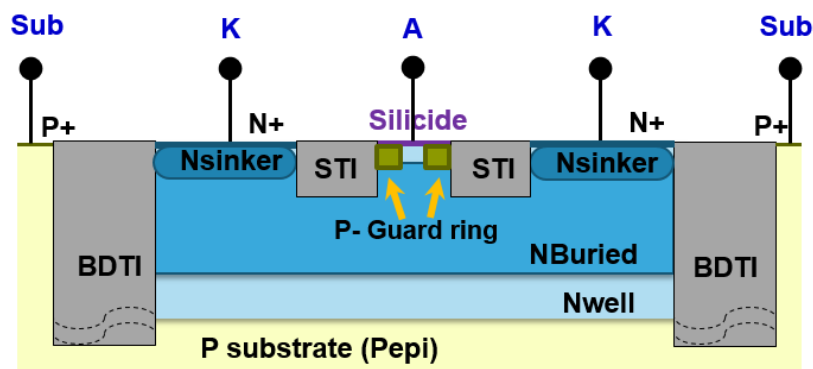 Sub
K
A
K
Sub
P+
N+
Silicide
N+
P+
Nsinker
STI
STI
Nsinker
P- Guard ring
BDTI
NBuried
BDTI
Nwell
P substrate (Pepi)